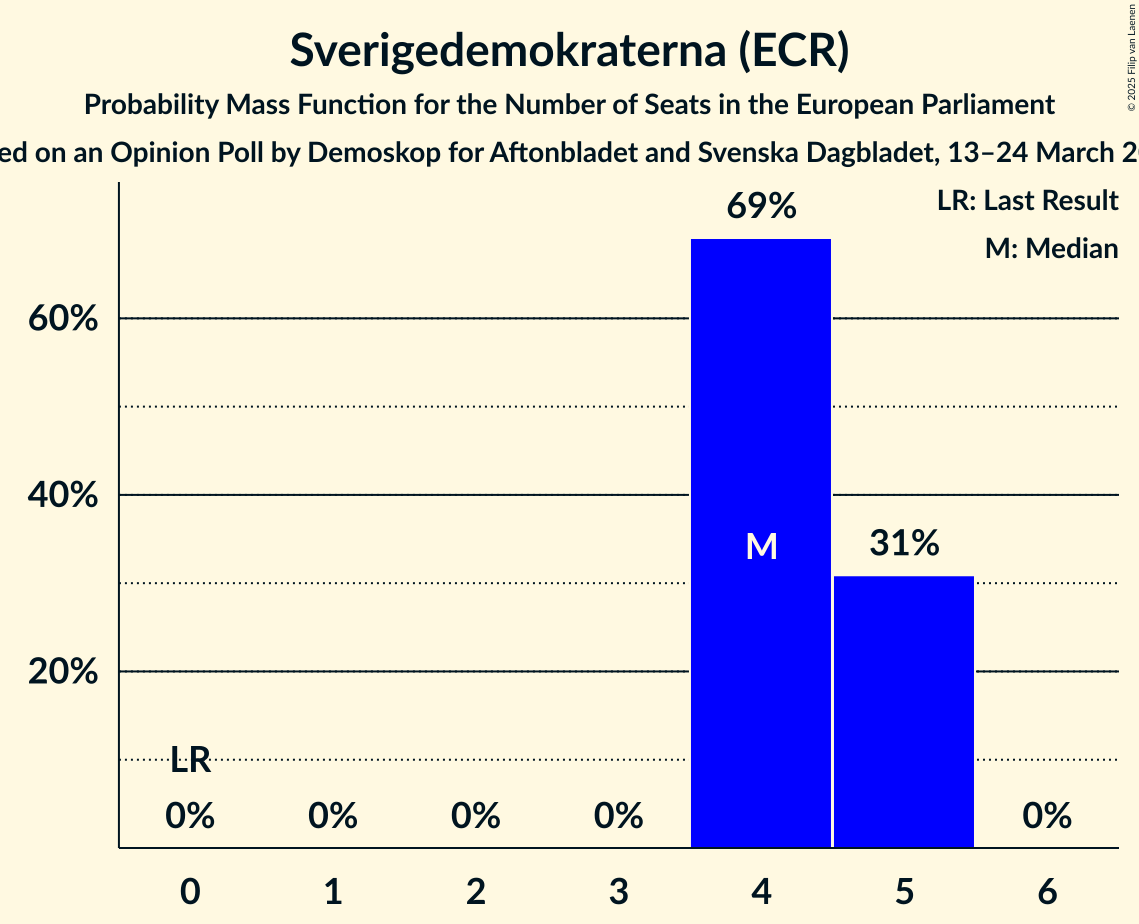 Sverigedemokraterna (ECR)
Probability Mass Function for the Number of Seats in the European Parliament
on an Opinion Poll by Demoskop for Aftonbladet and Svenska Dagbladet, 13–24 March
© 2025 Filip van Laenen
LR: Last Result
M: Median
69%
60%
40%
M
31%
20%
LR
0% 0% 0% 0% 0%
0 1 2 3 4 5 6